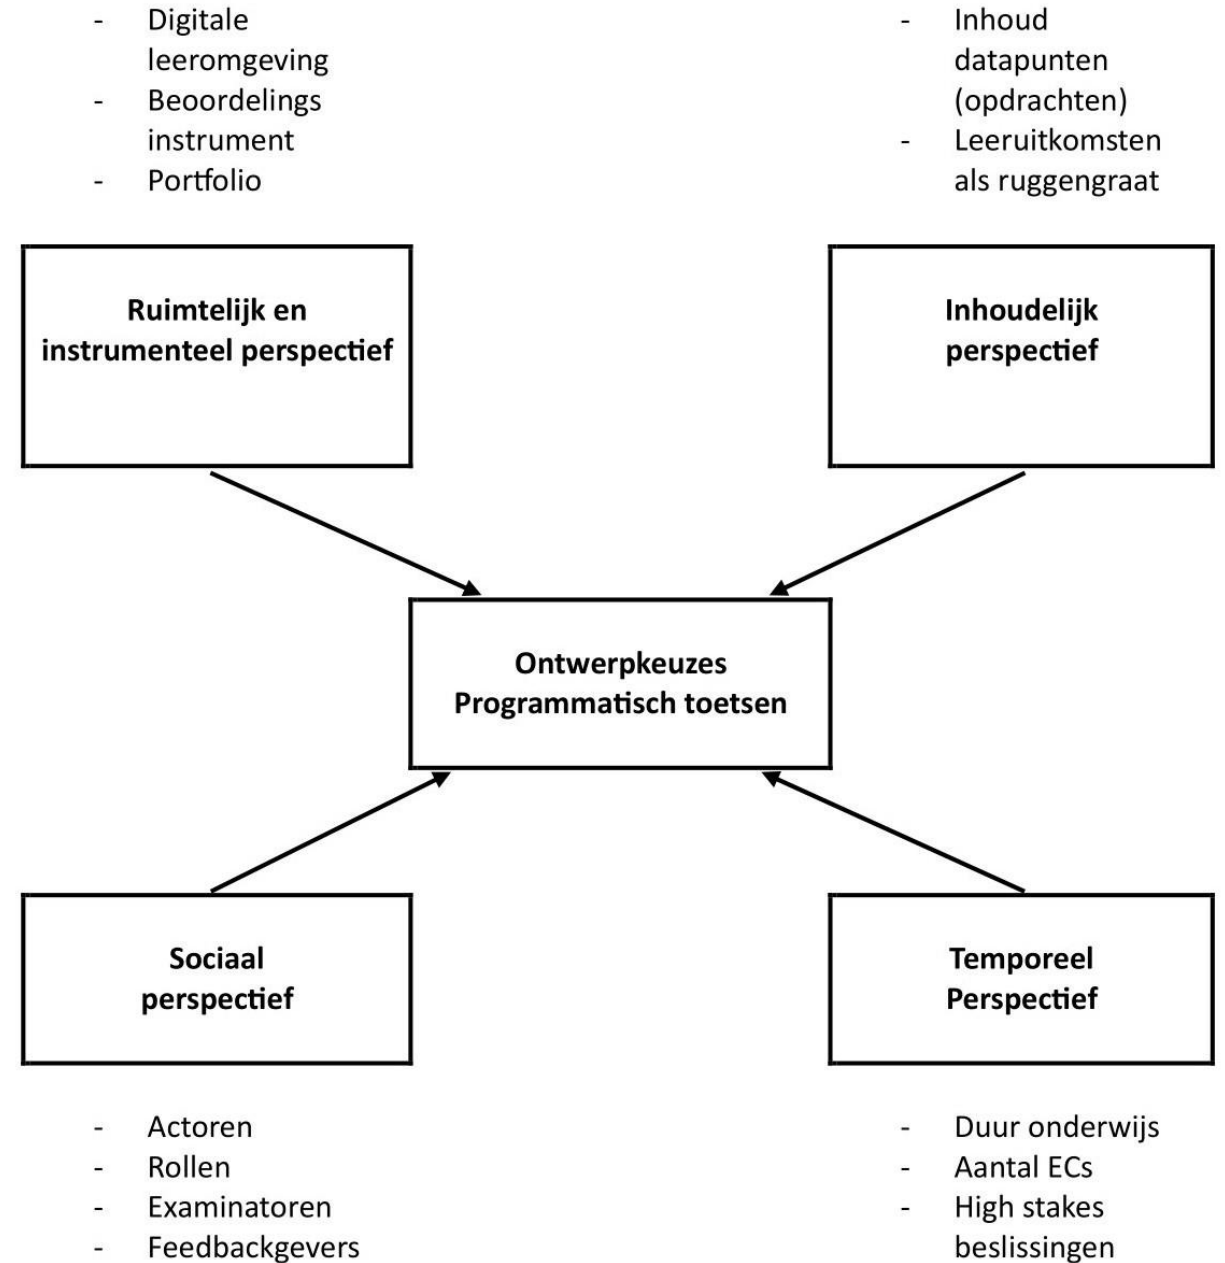 - Digitale
leeromgeving
- Beoordelings
instrument
- Portfolio
- Inhoud
datapunten
(opdrachten)
- Leeruitkomsten
als ruggengraat
Ruimtelijk en
instrumenteel perspectief
Inhoudelijk
perspectief
Ontwerpkeuzes
Programmatisch toetsen
Sociaal
perspectief
Temporeel
Perspectief
- Actoren
- Rollen
- Examinatoren
- Feedbackgevers
- Duur onderwijs
- Aantal ECs
- High stakes
beslissingen